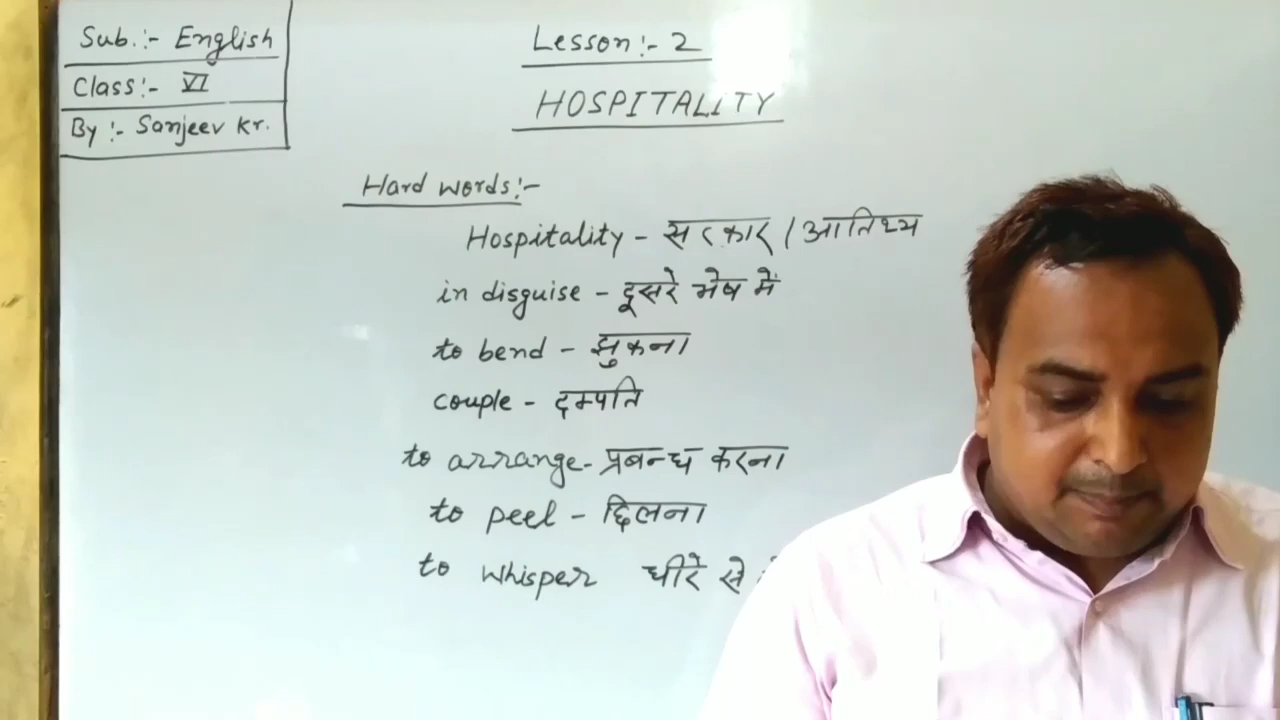 Sub.:- English
Class:- VI
By :- Sanjeev Kr.
Lesson:- 2
HOSPITALITY
Hard words:-
Hospitality - सत्कार / आतिथ्य
in disguise - दूसरे भेष में
to bend - झुकना
couple - दम्पति
to arrange - प्रबन्ध करना
to peel - छिलना
to whisper धीरे से